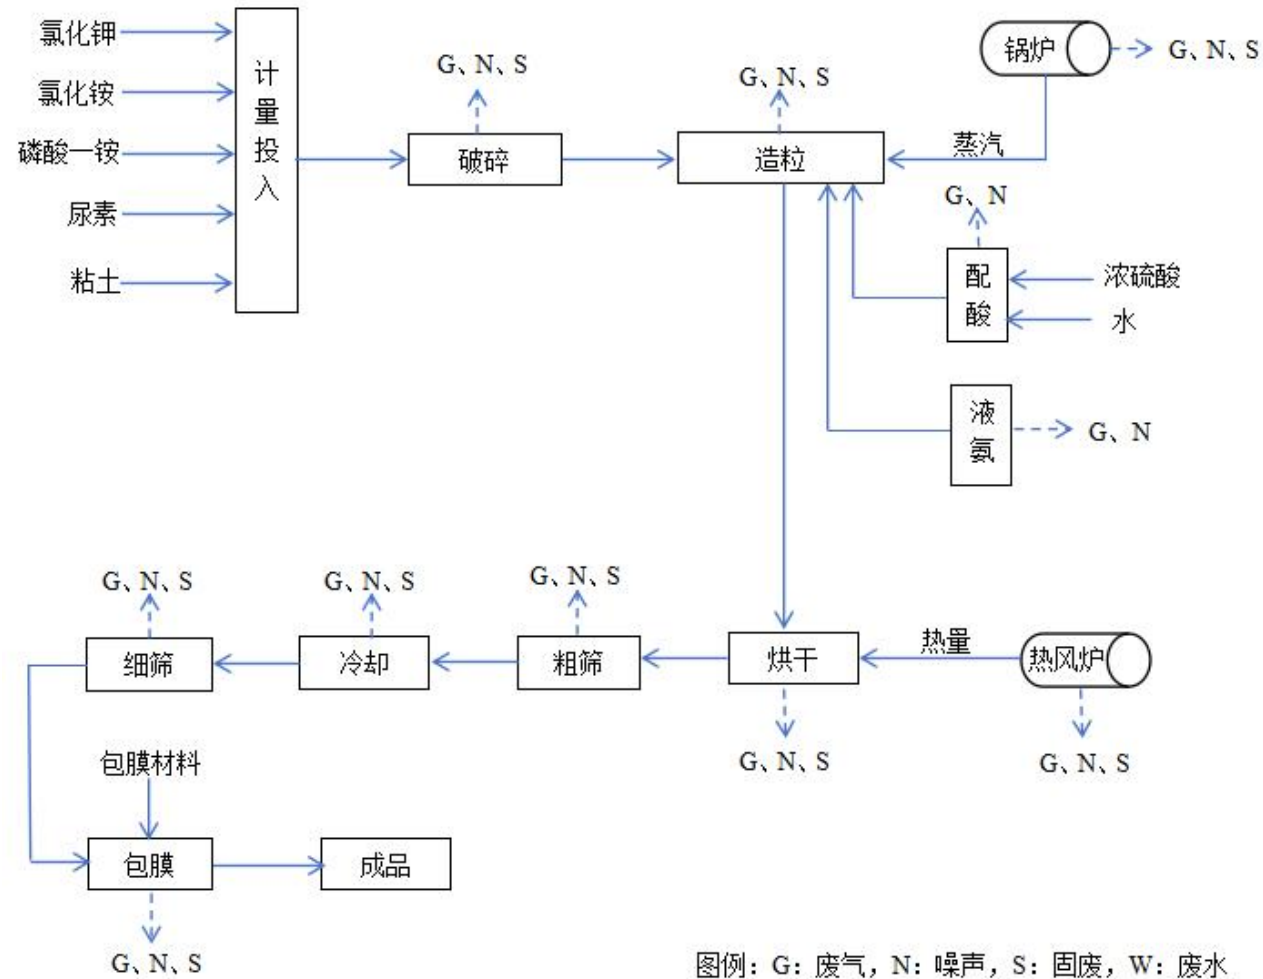 氯化钾
氯化铵
磷酸一铵
尿素
粘土
计量投入
G、N、S
破碎
G、N、S
造粒
锅炉
G、N、S
蒸汽
G、N
配酸
浓硫酸
水
液氨
G、N
G、N、S
细筛
G、N、S
冷却
G、N、S
粗筛
烘干
G、N、S
热量
热风炉
G、N、S
包膜材料
包膜
G、N、S
成品
图例：G：废气，N：噪声，S：固废，W：废水